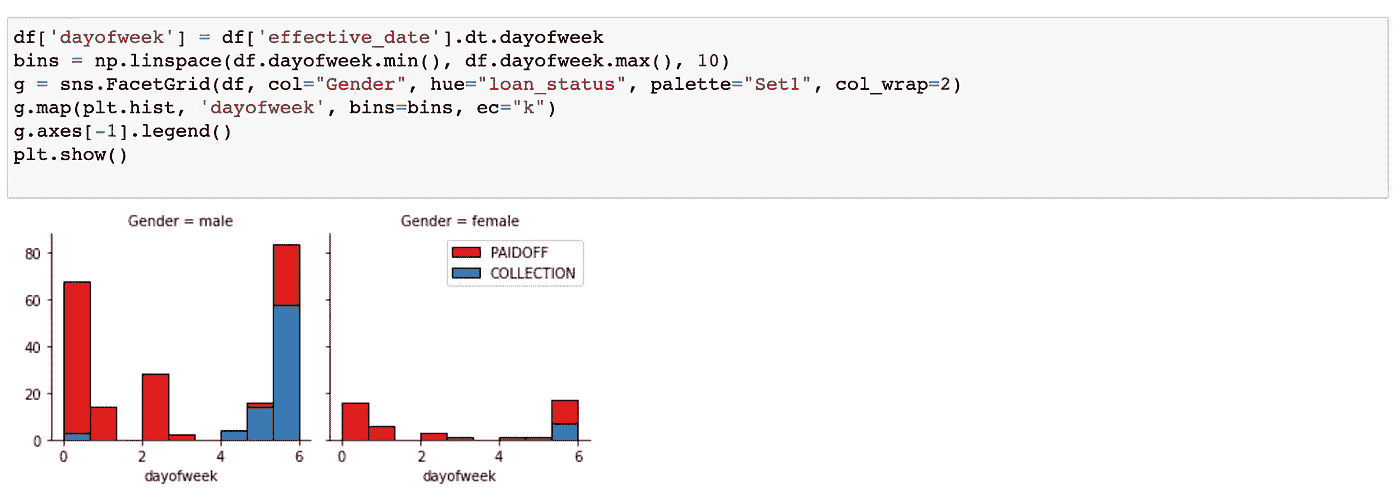 df['dayofweek'] = df['effective_date'].dt.dayofweek
bins = np.linspace(df.dayofweek.min(), df.dayofweek.max(), 10)
g = sns.FacetGrid(df, col="Gender", hue="loan_status", palette="Set1", col_wrap=2)
g.map(plt.hist, 'dayofweek', bins=bins, ec="k")
g.axes[-1].legend()
plt.show()
Gender = male
Gender = female
80
60
40
20
0
PAIDOFF
COLLECTION
0 2 4 6
0 2 4 6
dayofweek
dayofweek